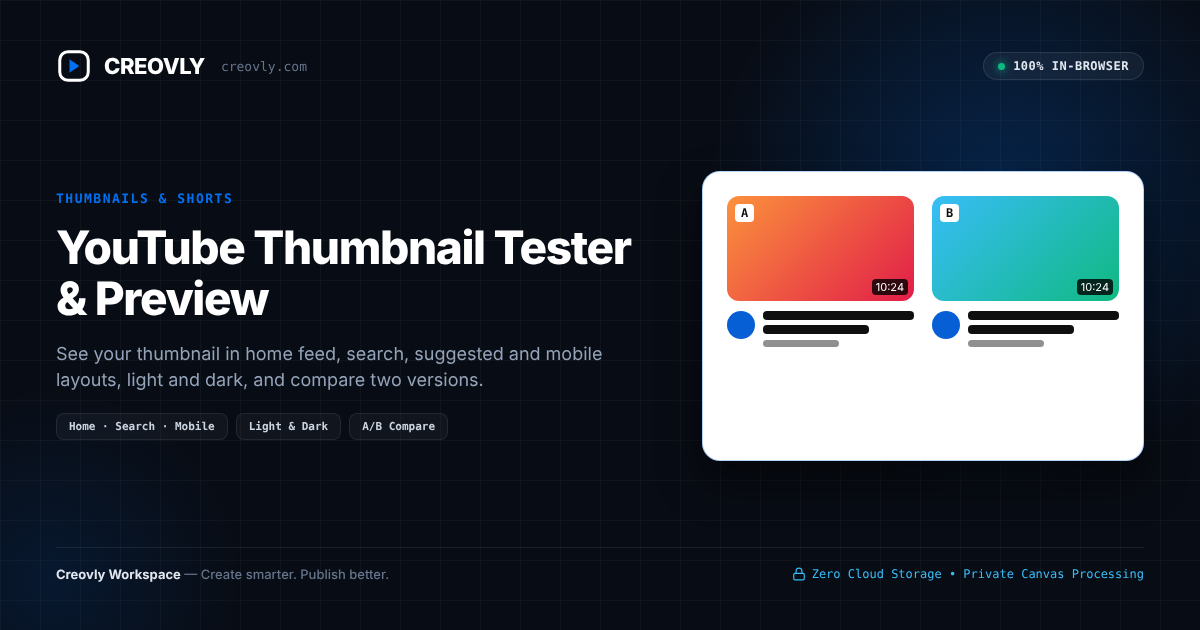 CREOVLY creovly.com
100% IN-BROWSER
THUMBNAILS & SHORTS
YouTube Thumbnail Tester
& Preview
See your thumbnail in home feed, search, suggested and mobile
layouts, light and dark, and compare two versions.
Home · Search · Mobile
Light & Dark
A/B Compare
A
10:24
B
10:24
Creovly Workspace — Create smarter. Publish better.
Zero Cloud Storage • Private Canvas Processing